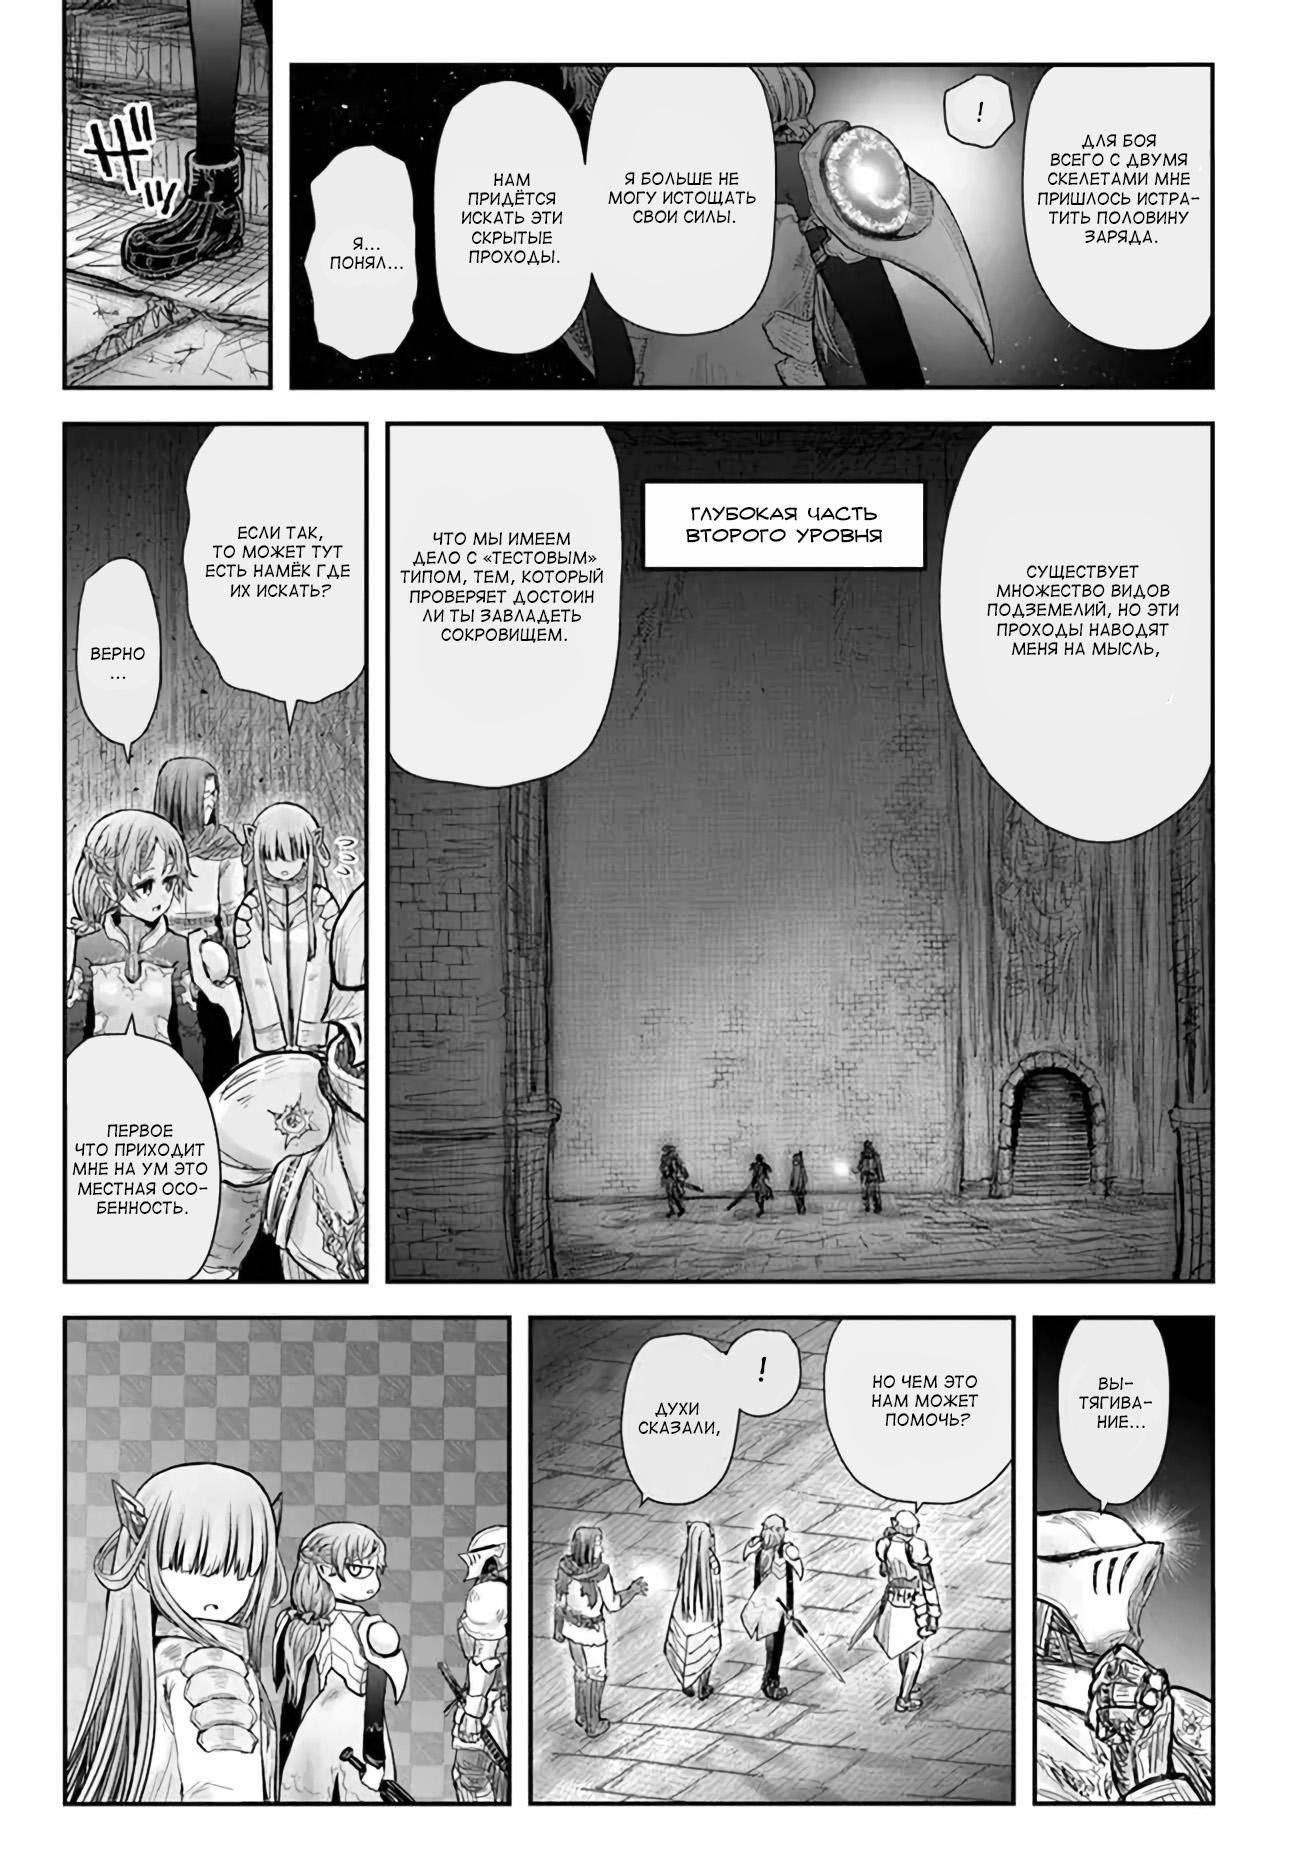 !
ДЛЯ БОЯ
ВСЕГО С ДВУМЯ
СКЕЛЕТАМИ МНЕ
ПРИШЛОСЬ ИСТРА-
ТИТЬ ПОЛОВИНУ
ЗАРЯДА.
Я БОЛЬШЕ НЕ
МОГУ ИСТОЩАТЬ
СВОИ СИЛЫ.
НАМ
ПРИДЁТСЯ
ИСКАТЬ ЭТИ
СКРЫТЫЕ
ПРОХОДЫ.
Я...
ПОНЯЛ...
ГЛУБОКАЯ ЧАСТЬ
ВТОРОГО УРОВНЯ
СУЩЕСТВУЕТ
МНОЖЕСТВО ВИДОВ
ПОДЗЕМЕЛИЙ, НО ЭТИ
ПРОХОДЫ НАВОДЯТ
МЕНЯ НА МЫСЛЬ,
ЧТО МЫ ИМЕЕМ
ДЕЛО С «ТЕСТОВЫМ»
ТИПОМ, ТЕМ, КОТОРЫЙ
ПРОВЕРЯЕТ ДОСТОИН
ЛИ ТЫ ЗАВЛАДЕТЬ
СОКРОВИЩЕМ.
ЕСЛИ ТАК,
ТО МОЖЕТ ТУТ
ЕСТЬ НАМЁК ГДЕ
ИХ ИСКАТЬ?
ВЕРНО
...
ПЕРВОЕ
ЧТО ПРИХОДИТ
МНЕ НА УМ ЭТО
МЕСТНАЯ ОСО-
БЕННОСТЬ.
ВЫ-
ТЯГИВА-
НИЕ...
НО ЧЕМ ЭТО
НАМ МОЖЕТ
ПОМОЧЬ?
!
ДУХИ
СКАЗАЛИ,